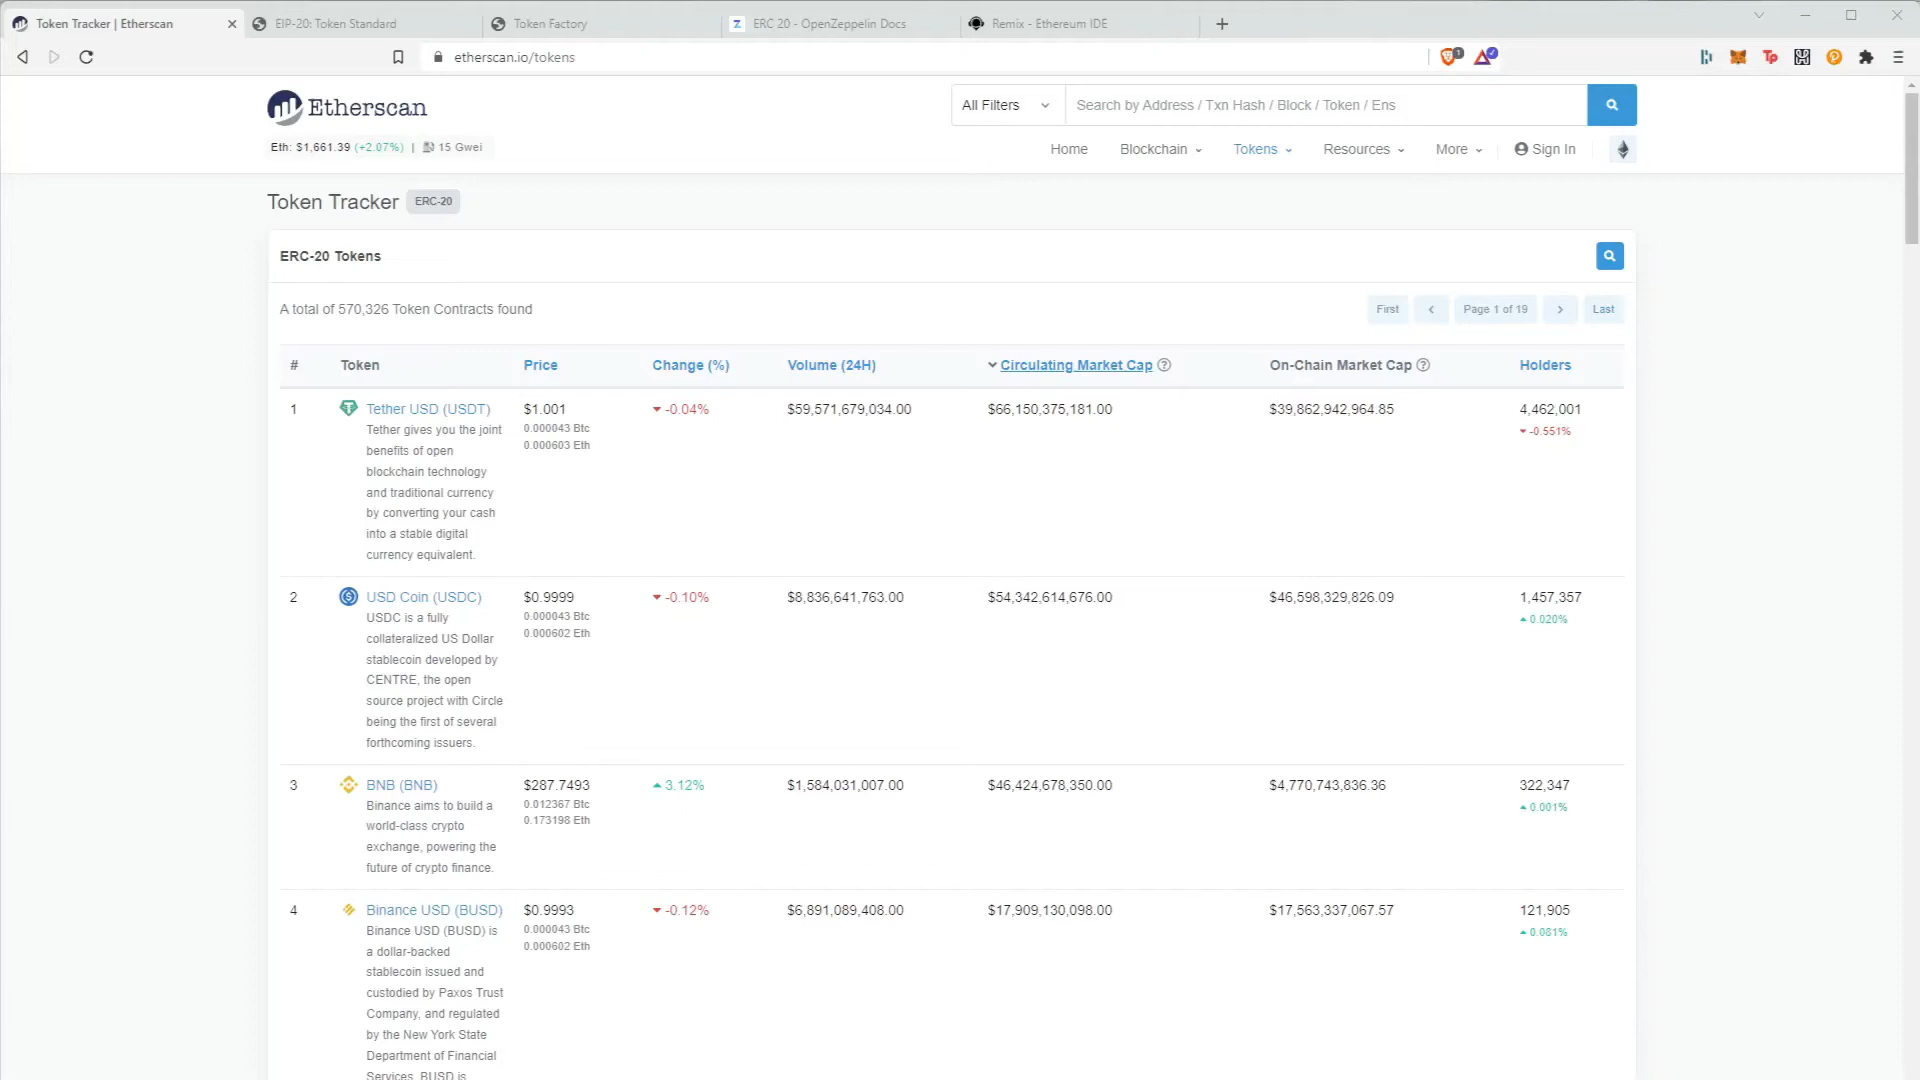 Token Tracker | Etherscan
EIP-20: Token Standard
Token Factory
ERC 20 - OpenZeppelin Docs
Remix - Ethereum IDE
etherscan.io/tokens
1
Etherscan
All Filters
Search by Address / Txn Hash / Block / Token / Ens
Eth: $1,661.39 (+2.07%) | 15 Gwei
Home Blockchain Tokens Resources More Sign In
Token Tracker ERC-20
ERC-20 Tokens
A total of 570,326 Token Contracts found
First Page 1 of 19 Last
# Token Price Change (%) Volume (24H) Circulating Market Cap On-Chain Market Cap Holders
1 Tether USD (USDT) $1.001 -0.04% $59,571,679,034.00 $66,150,375,181.00 $39,862,942,964.85 4,462,001
Tether gives you the joint 0.000043 Btc -0.551%
benefits of open 0.000603 Eth
blockchain technology
and traditional currency
by converting your cash
into a stable digital
currency equivalent.
2 USD Coin (USDC) $0.9999 -0.10% $8,836,641,763.00 $54,342,614,676.00 $46,598,329,826.09 1,457,357
USDC is a fully 0.000043 Btc 0.020%
collateralized US Dollar 0.000602 Eth
stablecoin developed by
CENTRE, the open
source project with Circle
being the first of several
forthcoming issuers.
3 BNB (BNB) $287.7493 3.12% $1,584,031,007.00 $46,424,678,350.00 $4,770,743,836.36 322,347
Binance aims to build a 0.012367 Btc 0.001%
world-class crypto 0.173198 Eth
exchange, powering the
future of crypto finance.
4 Binance USD (BUSD) $0.9993 -0.12% $6,891,089,408.00 $17,909,130,098.00 $17,563,337,067.57 121,905
Binance USD (BUSD) is 0.000043 Btc 0.081%
a dollar-backed 0.000602 Eth
stablecoin issued and
custodied by Paxos Trust
Company, and regulated
by the New York State
Department of Financial
Services. BUSD is